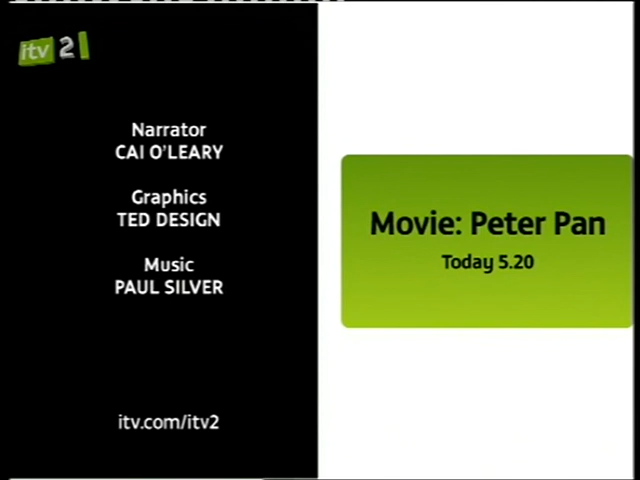 itv 2
Narrator
CAI O'LEARY
Graphics
TED DESIGN
Music
PAUL SILVER
itv.com/itv2
Movie: Peter Pan
Today 5.20